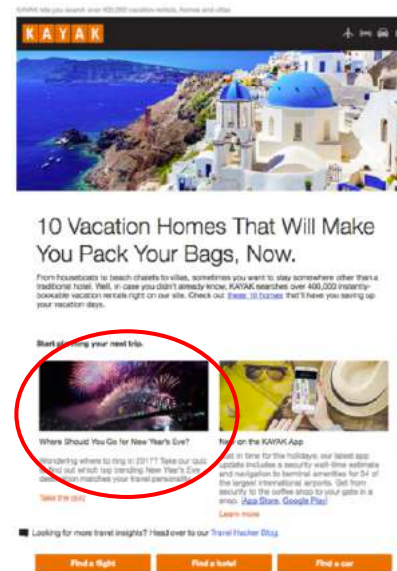 KAYAK lets you search over 400,000 vacation rentals, homes and villas
KAYAK
10 Vacation Homes That Will Make
You Pack Your Bags, Now.
From houseboats to beach chalets to villas, sometimes you want to stay somewhere other than a
traditional hotel. Well, in case you didn't already know, KAYAK searches over 400,000 instantly-
bookable vacation rentals right on our site. Check out these 10 homes that'll have you saving up
your vacation days.
Start planning your next trip.
Where Should You Go for New Year's Eve?
Wondering where to ring in 2017? Take our quiz
to find out which top trending New Year's Eve
destination matches your travel personality.
Take the quiz
New on the KAYAK App
Just in time for the holidays: our latest app
update includes a security wait-time estimate
and navigation to terminal amenities for 34 of
the largest international airports. Get from
security to the coffee shop to your gate in a
snap. (App Store, Google Play)
Learn more
Looking for more travel insights? Head over to our Travel Hacker Blog.
Find a flight
Find a hotel
Find a car